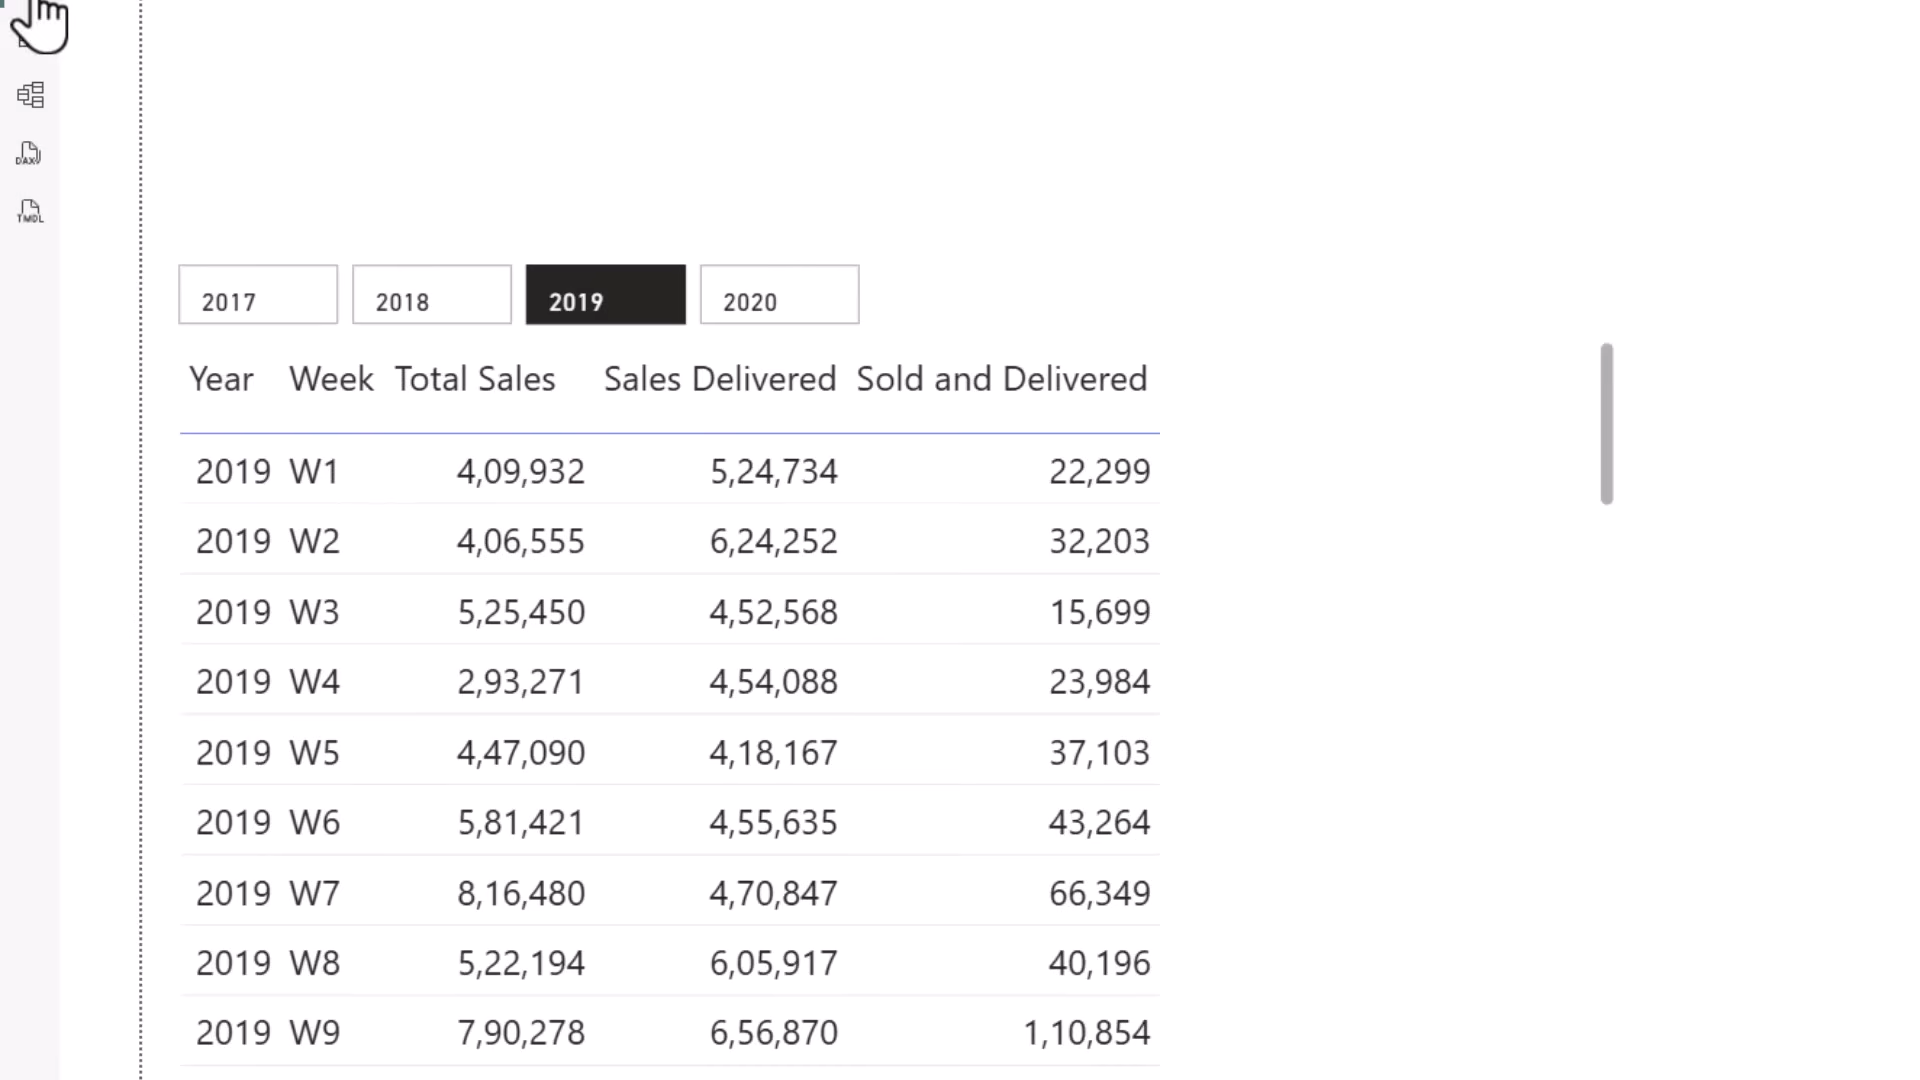 DAX
TMDL
2017 2018 2019 2020
Year Week Total Sales Sales Delivered Sold and Delivered
2019 W1 4,09,932 5,24,734 22,299
2019 W2 4,06,555 6,24,252 32,203
2019 W3 5,25,450 4,52,568 15,699
2019 W4 2,93,271 4,54,088 23,984
2019 W5 4,47,090 4,18,167 37,103
2019 W6 5,81,421 4,55,635 43,264
2019 W7 8,16,480 4,70,847 66,349
2019 W8 5,22,194 6,05,917 40,196
2019 W9 7,90,278 6,56,870 1,10,854